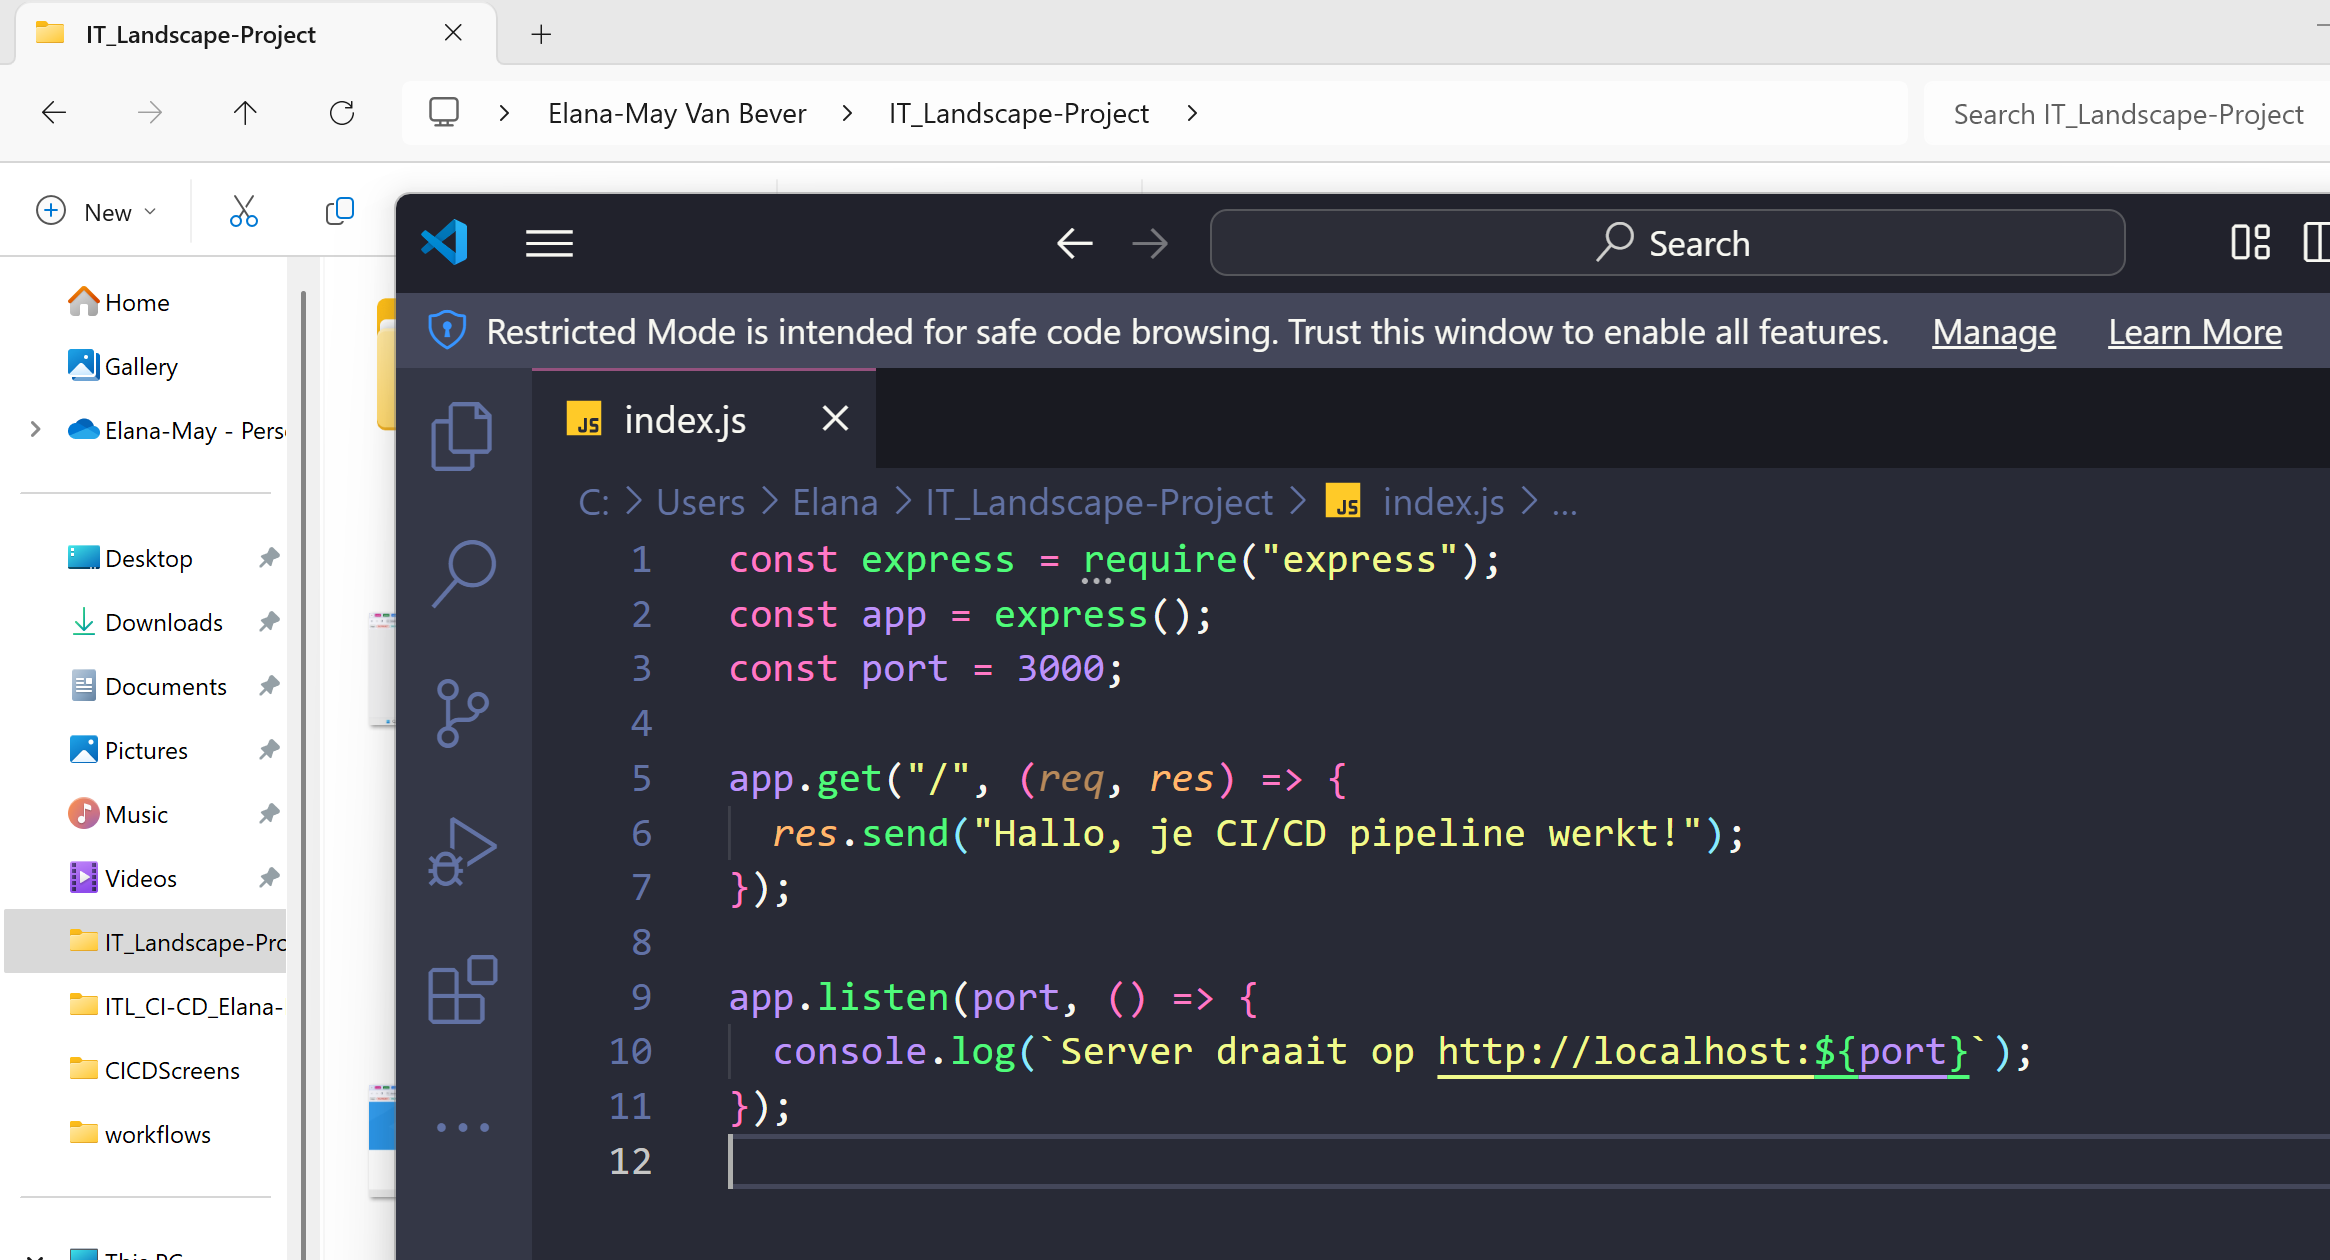 IT_Landscape-Project
Elana-May Van Bever
IT_Landscape-Project
Search IT_Landscape-Project
New
Home
Gallery
Elana-May - Pers
Desktop
Downloads
Documents
Pictures
Music
Videos
IT_Landscape-Pro
ITL_CI-CD_Elana-
CICDScreens
workflows
This PC
Search
Restricted Mode is intended for safe code browsing. Trust this window to enable all features. Manage Learn More
JS index.js
C: > Users > Elana > IT_Landscape-Project > JS index.js > ...
1 const express = require("express");
2 const app = express();
3 const port = 3000;
4
5 app.get("/", (req, res) => {
6 res.send("Hallo, je CI/CD pipeline werkt!");
7 });
8
9 app.listen(port, () => {
10 console.log(`Server draait op http://localhost:${port}`);
11 });
12